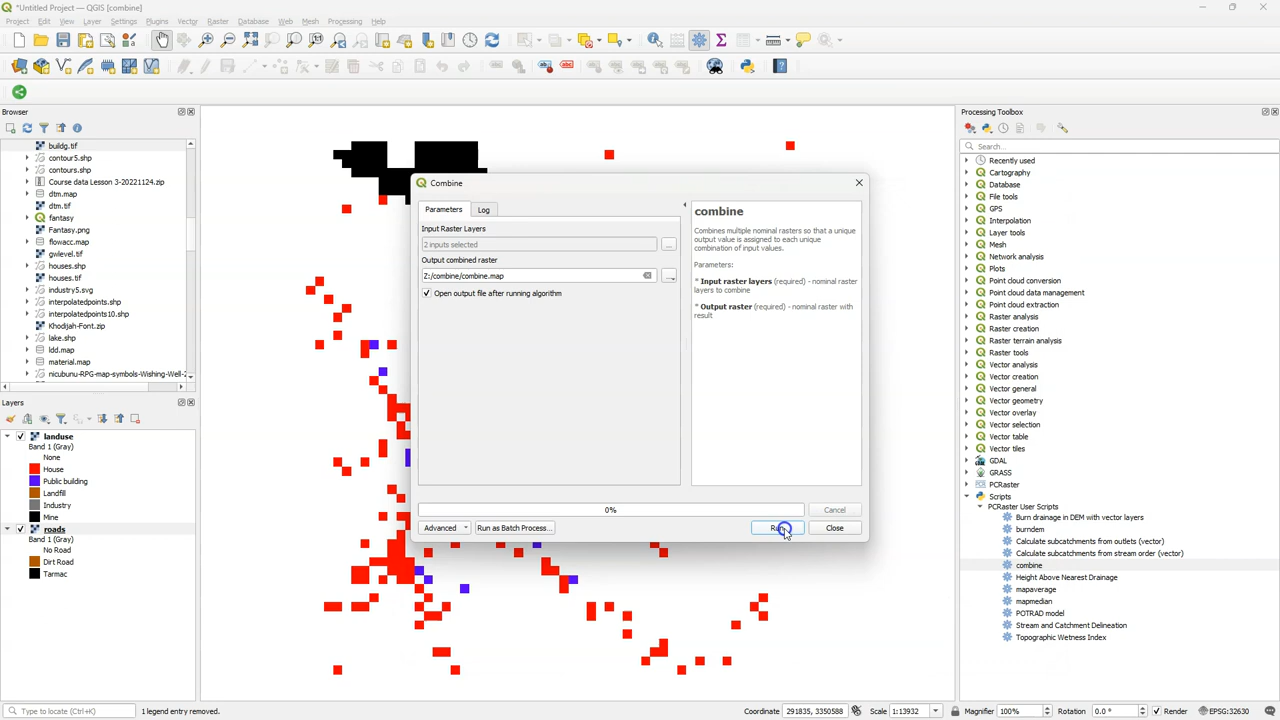 *Untitled Project — QGIS [combine]
Project Edit View Layer Settings Plugins Vector Raster Database Web Mesh Processing Help
Browser
buildg.tif
contour5.shp
contours.shp
Course data Lesson 3-20221124.zip
dtm.map
dtm.tif
fantasy
Fantasy.png
flowacc.map
gwlevel.tif
houses.shp
houses.tif
industry5.svg
interpolatedpoints.shp
interpolatedpoints10.shp
Khodijah-Font.zip
lake.shp
ldd.map
material.map
nicubunu-RPG-map-symbols-Wishing-Well-2
Layers
landuse
Band 1 (Gray)
None
House
Public building
Landfill
Industry
Mine
roads
Band 1 (Gray)
No Road
Dirt Road
Tarmac
Combine
Parameters Log
Input Raster Layers
2 inputs selected
...
Output combined raster
Z:/combine/combine.map
...
Open output file after running algorithm
combine
Combines multiple nominal rasters so that a unique
output value is assigned to each unique
combination of input values.
Parameters:
* Input raster layers (required) - nominal raster
layers to combine
* Output raster (required) - nominal raster with
result
0%
Cancel
Advanced
Run as Batch Process...
Run
Close
Processing Toolbox
Search...
Recently used
Cartography
Database
File tools
GPS
Interpolation
Layer tools
Mesh
Network analysis
Plots
Point cloud conversion
Point cloud data management
Point cloud extraction
Raster analysis
Raster creation
Raster terrain analysis
Raster tools
Vector analysis
Vector creation
Vector general
Vector geometry
Vector overlay
Vector selection
Vector table
Vector tiles
GDAL
GRASS
PCRaster
Scripts
PCRaster User Scripts
Burn drainage in DEM with vector layers
burndem
Calculate subcatchments from outlets (vector)
Calculate subcatchments from stream order (vector)
combine
Height Above Nearest Drainage
mapaverage
mapmedian
POTRAD model
Stream and Catchment Delineation
Topographic Wetness Index
Type to locate (Ctrl+K)
1 legend entry removed.
Coordinate 291835, 3350588
Scale 1:13932
Magnifier 100%
Rotation 0.0 °
Render
EPSG:32630